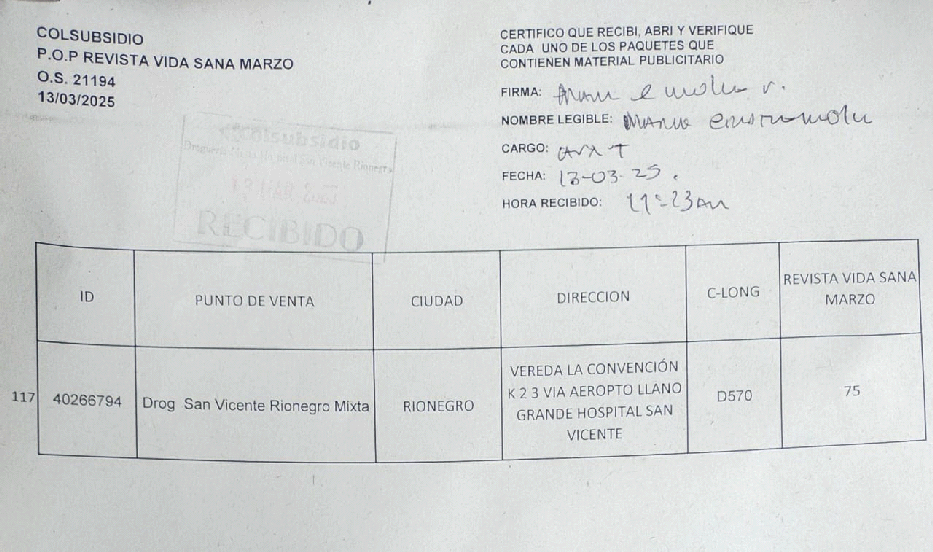 COLSUBSIDIO
P.O.P REVISTA VIDA SANA MARZO
O.S. 21194
13/03/2025
CERTIFICO QUE RECIBI, ABRI Y VERIFIQUE
CADA UNO DE LOS PAQUETES QUE
CONTIENEN MATERIAL PUBLICITARIO
FIRMA:
NOMBRE LEGIBLE:
CARGO:
FECHA: 13-03-25.
HORA RECIBIDO: 11:23am
colsubsidio
Rionegro
RECIBIDO
ID
PUNTO DE VENTA
CIUDAD
DIRECCION
C-LONG
REVISTA VIDA SANA
MARZO
117
40266794
Drog San Vicente Rionegro Mixta
RIONEGRO
VEREDA LA CONVENCIÓN
K 2 3 VIA AEROPTO LLANO
GRANDE HOSPITAL SAN
VICENTE
D570
75